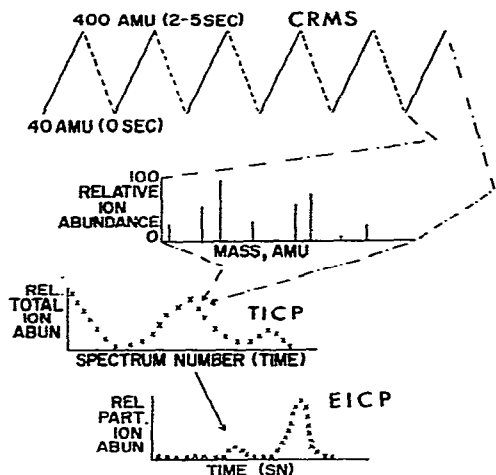 400 AMU (2-5SEC) CRMS
40 AMU (0 SEC)
100
RELATIVE
ION
ABUNDANCE
0
MASS, AMU
REL.
TOTAL
ION
ABUN
TICP
SPECTRUM NUMBER (TIME)
REL
PART.
ION
ABUN
EICP
TIME (SN)